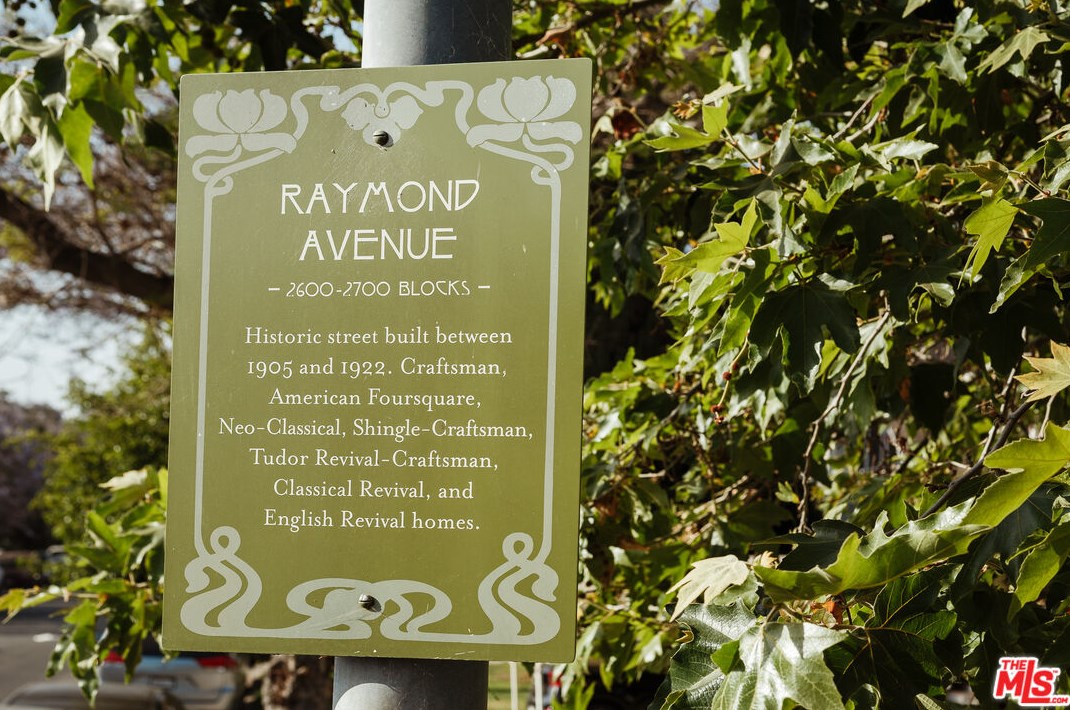 RAYMOND
AVENUE
- 2600-2700 BLOCKS -
Historic street built between
1905 and 1922. Craftsman,
American Foursquare,
Neo-Classical, Shingle-Craftsman,
Tudor Revival-Craftsman,
Classical Revival, and
English Revival homes.
THE
MLS
.COM